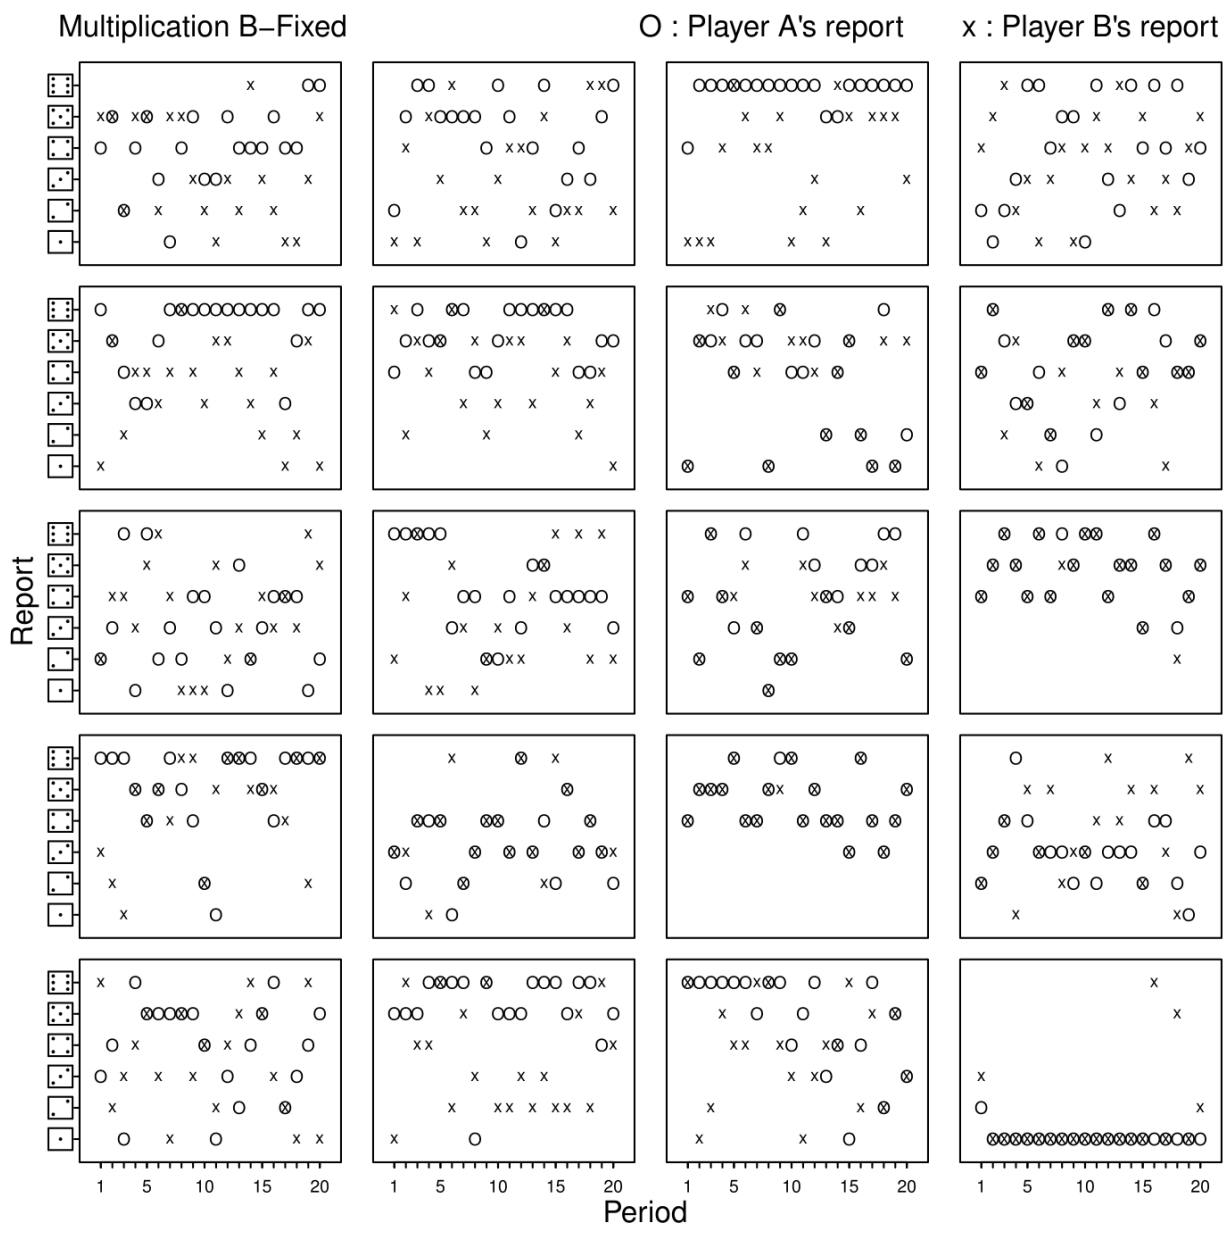 Multiplication B−Fixed O : Player A's report x : Player B's report
Report
1 5 10 15 20 1 5 10 15 20 1 5 10 15 20 1 5 10 15 20
Period